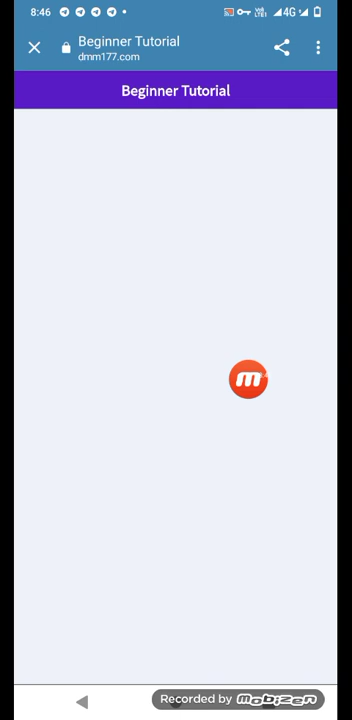 8:46
4G
Beginner Tutorial
dmm177.com
Beginner Tutorial
m
Recorded by mobizen